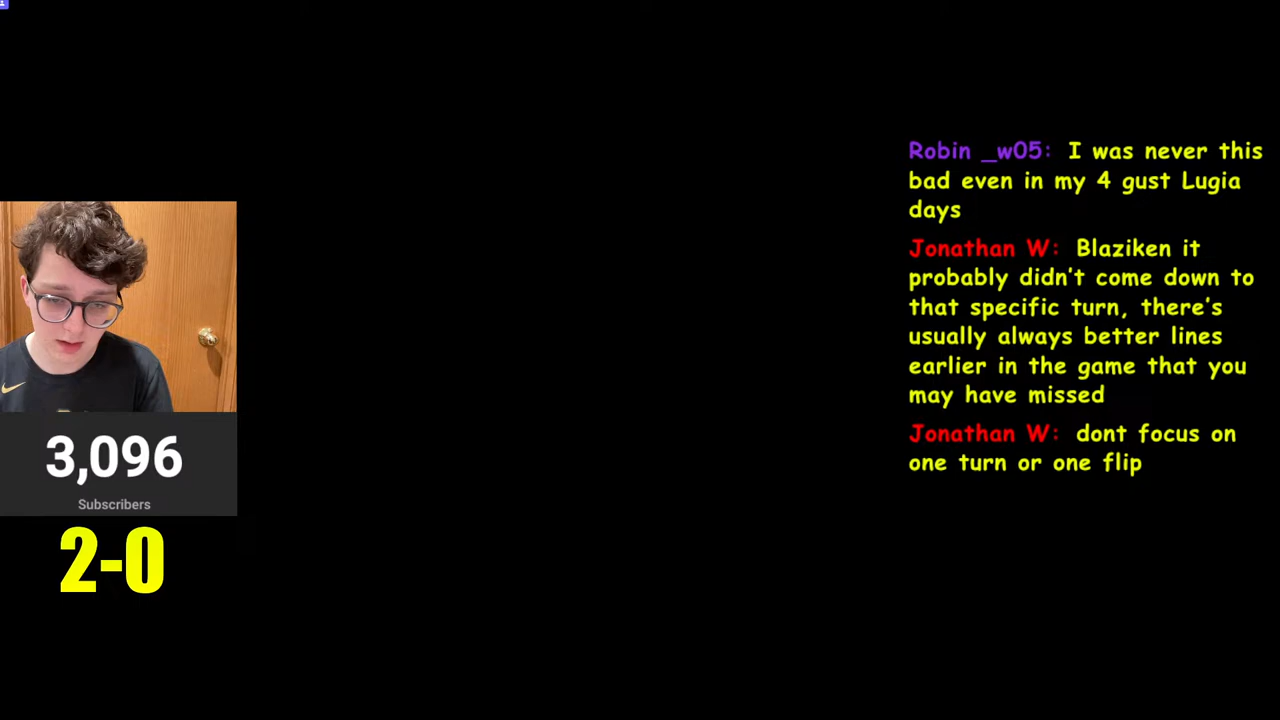 Robin _w05: I was never this
bad even in my 4 gust Lugia
days
Jonathan W: Blaziken it
probably didn't come down to
that specific turn, there's
usually always better lines
earlier in the game that you
may have missed
Jonathan W: dont focus on
one turn or one flip
3,096
Subscribers
2-0